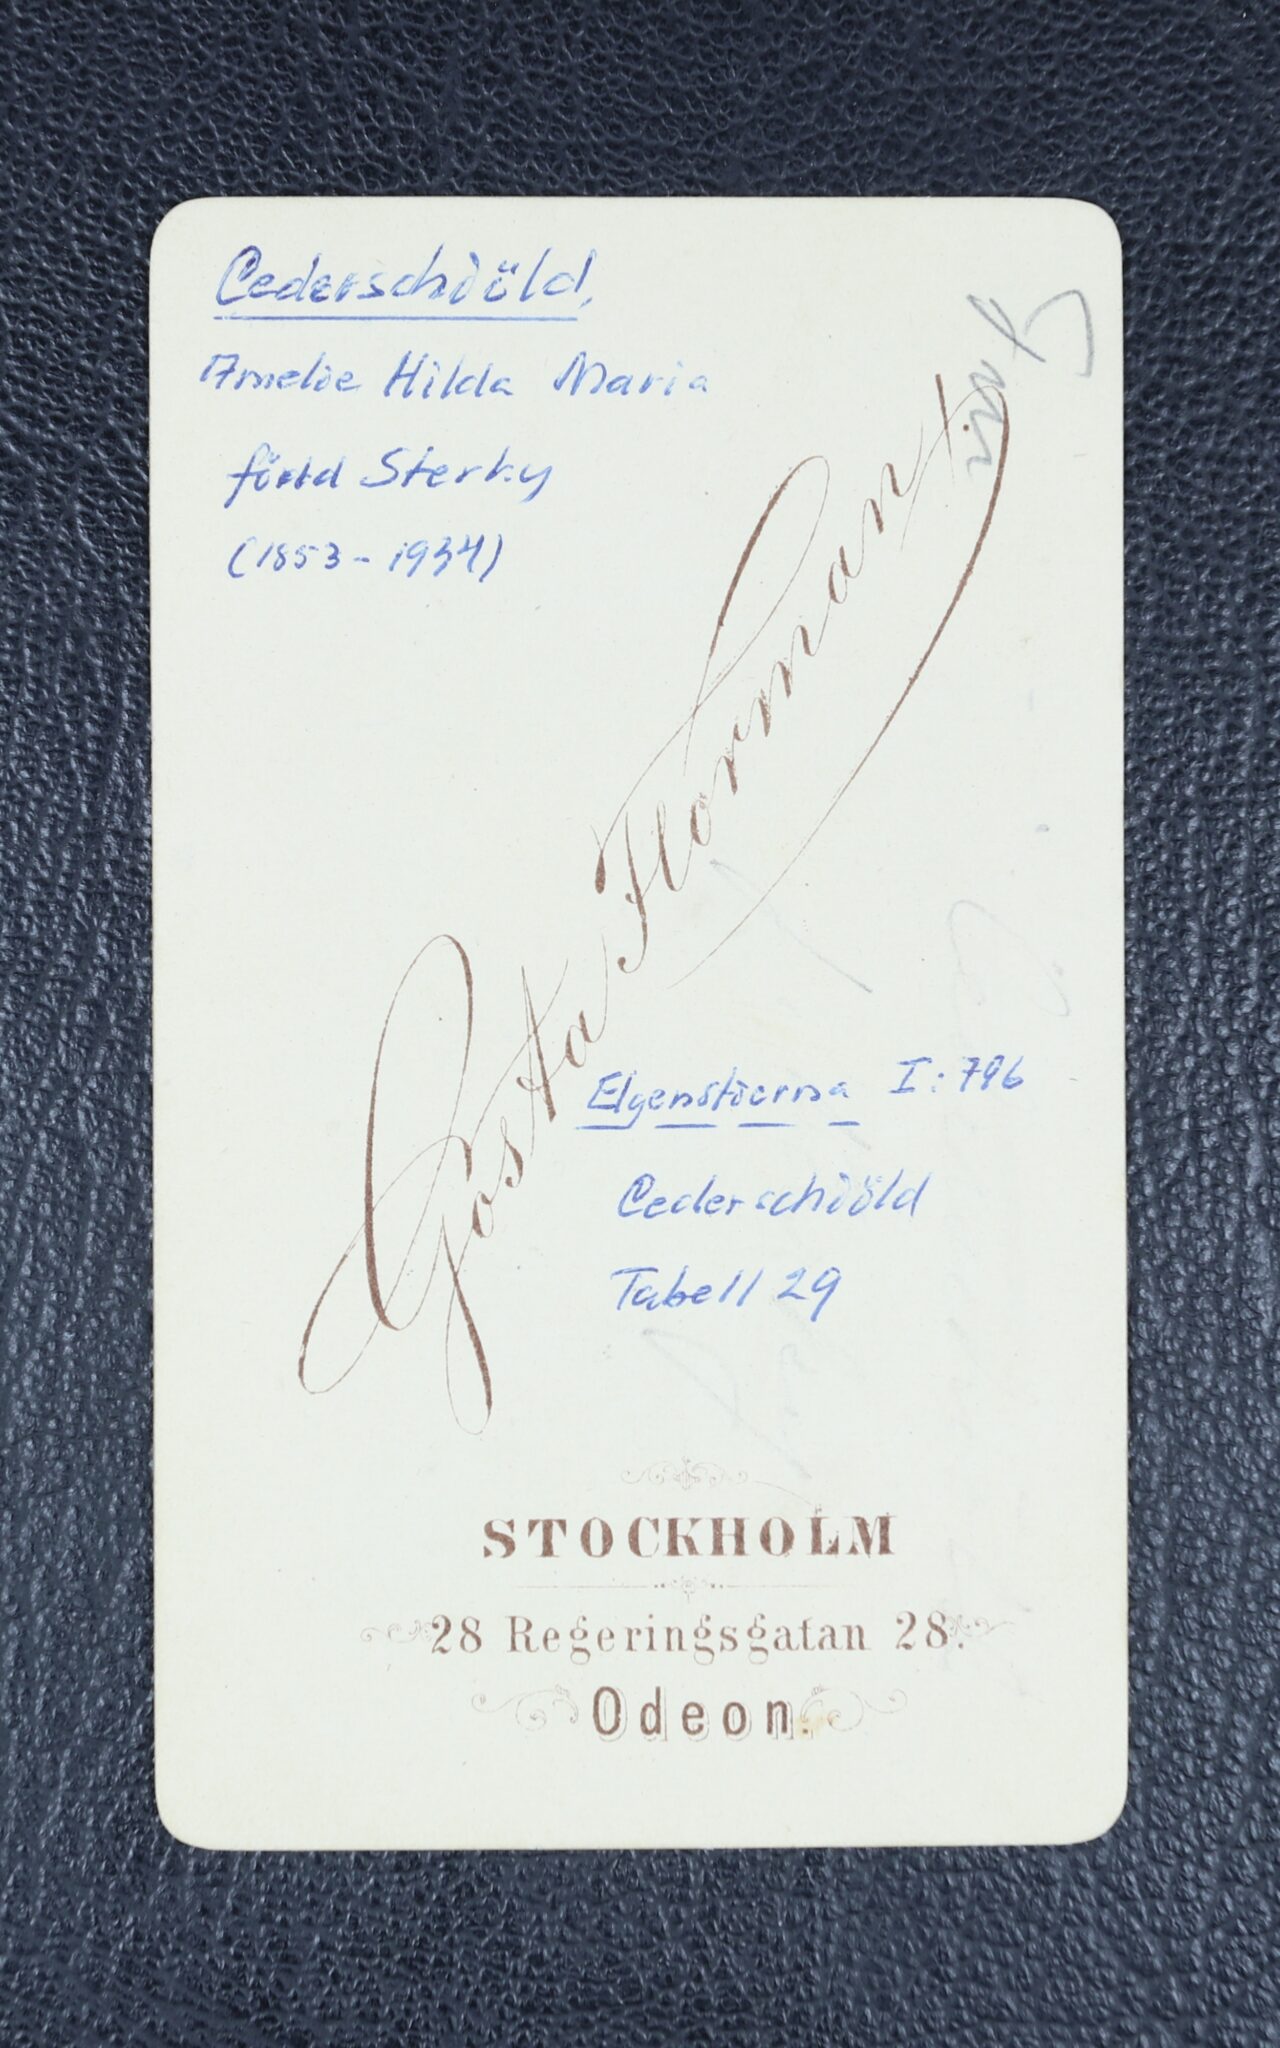 Cederschiöld,
Amelie Hilda Maria
född Sterky
(1853-1934)
Gösta Florman
Elgenstierna I:796
Cederschiöld
Tabell 29
STOCKHOLM
28 Regeringsgatan 28.
Odeon.